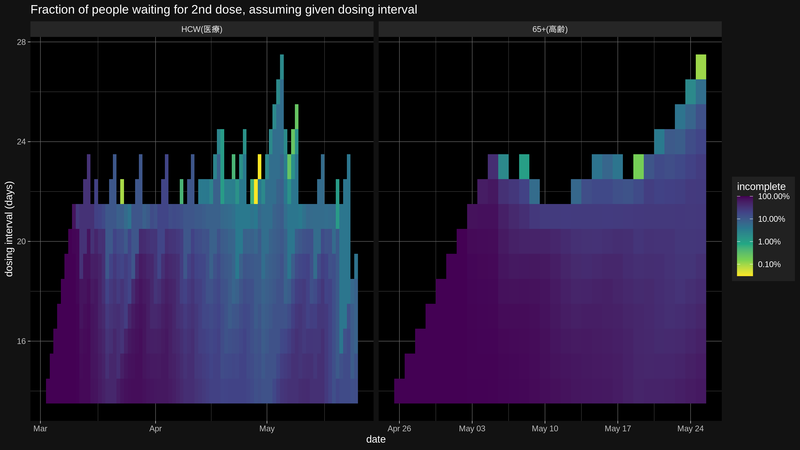 Fraction of people waiting for 2nd dose, assuming given dosing interval
HCW(医療)
65+(高齢)
28
24
20
16
dosing interval (days)
Mar
Apr
May
Apr 26
May 03
May 10
May 17
May 24
date
incomplete
100.00%
10.00%
1.00%
0.10%